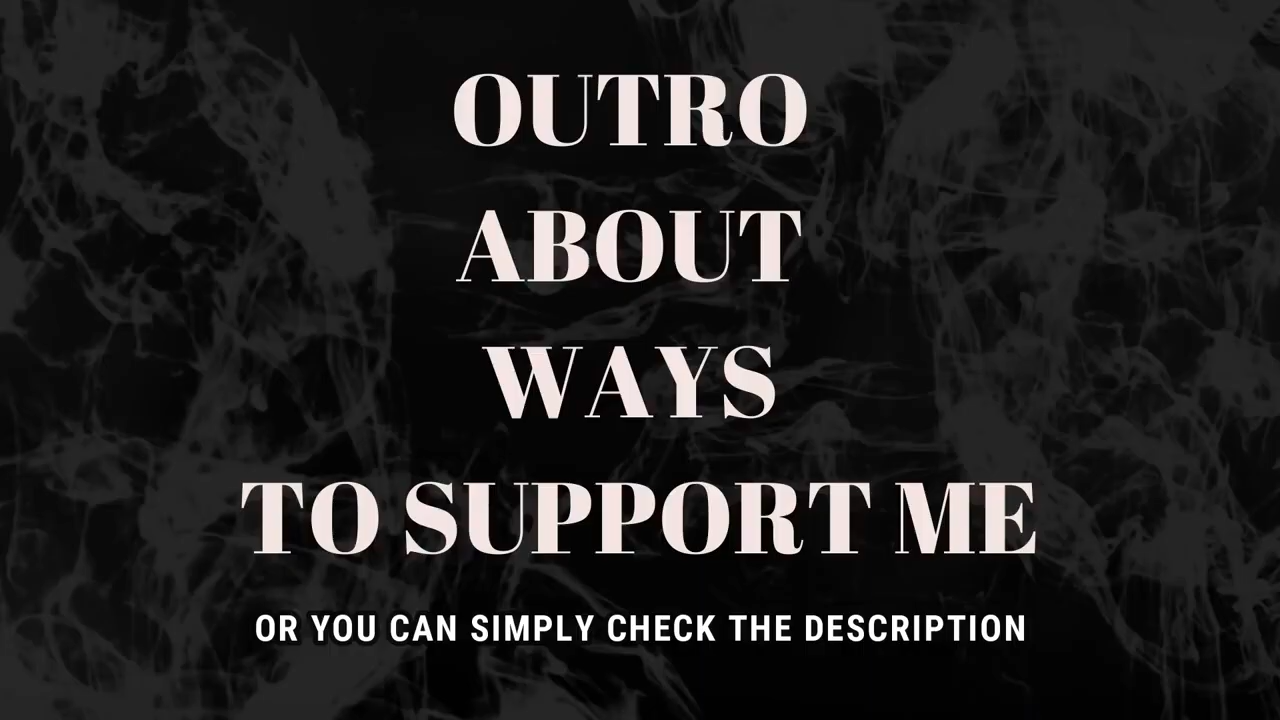 OUTRO
ABOUT
WAYS
TO SUPPORT ME
OR YOU CAN SIMPLY CHECK THE DESCRIPTION